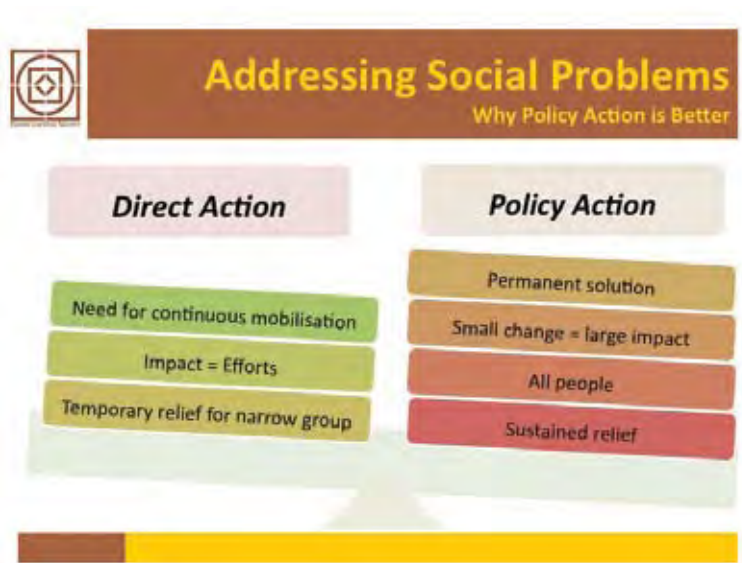 Addressing Social Problems
Why Policy Action is Better
Direct Action
Need for continuous mobilisation
Impact = Efforts
Temporary relief for narrow group
Policy Action
Permanent solution
Small change = large impact
All people
Sustained relief